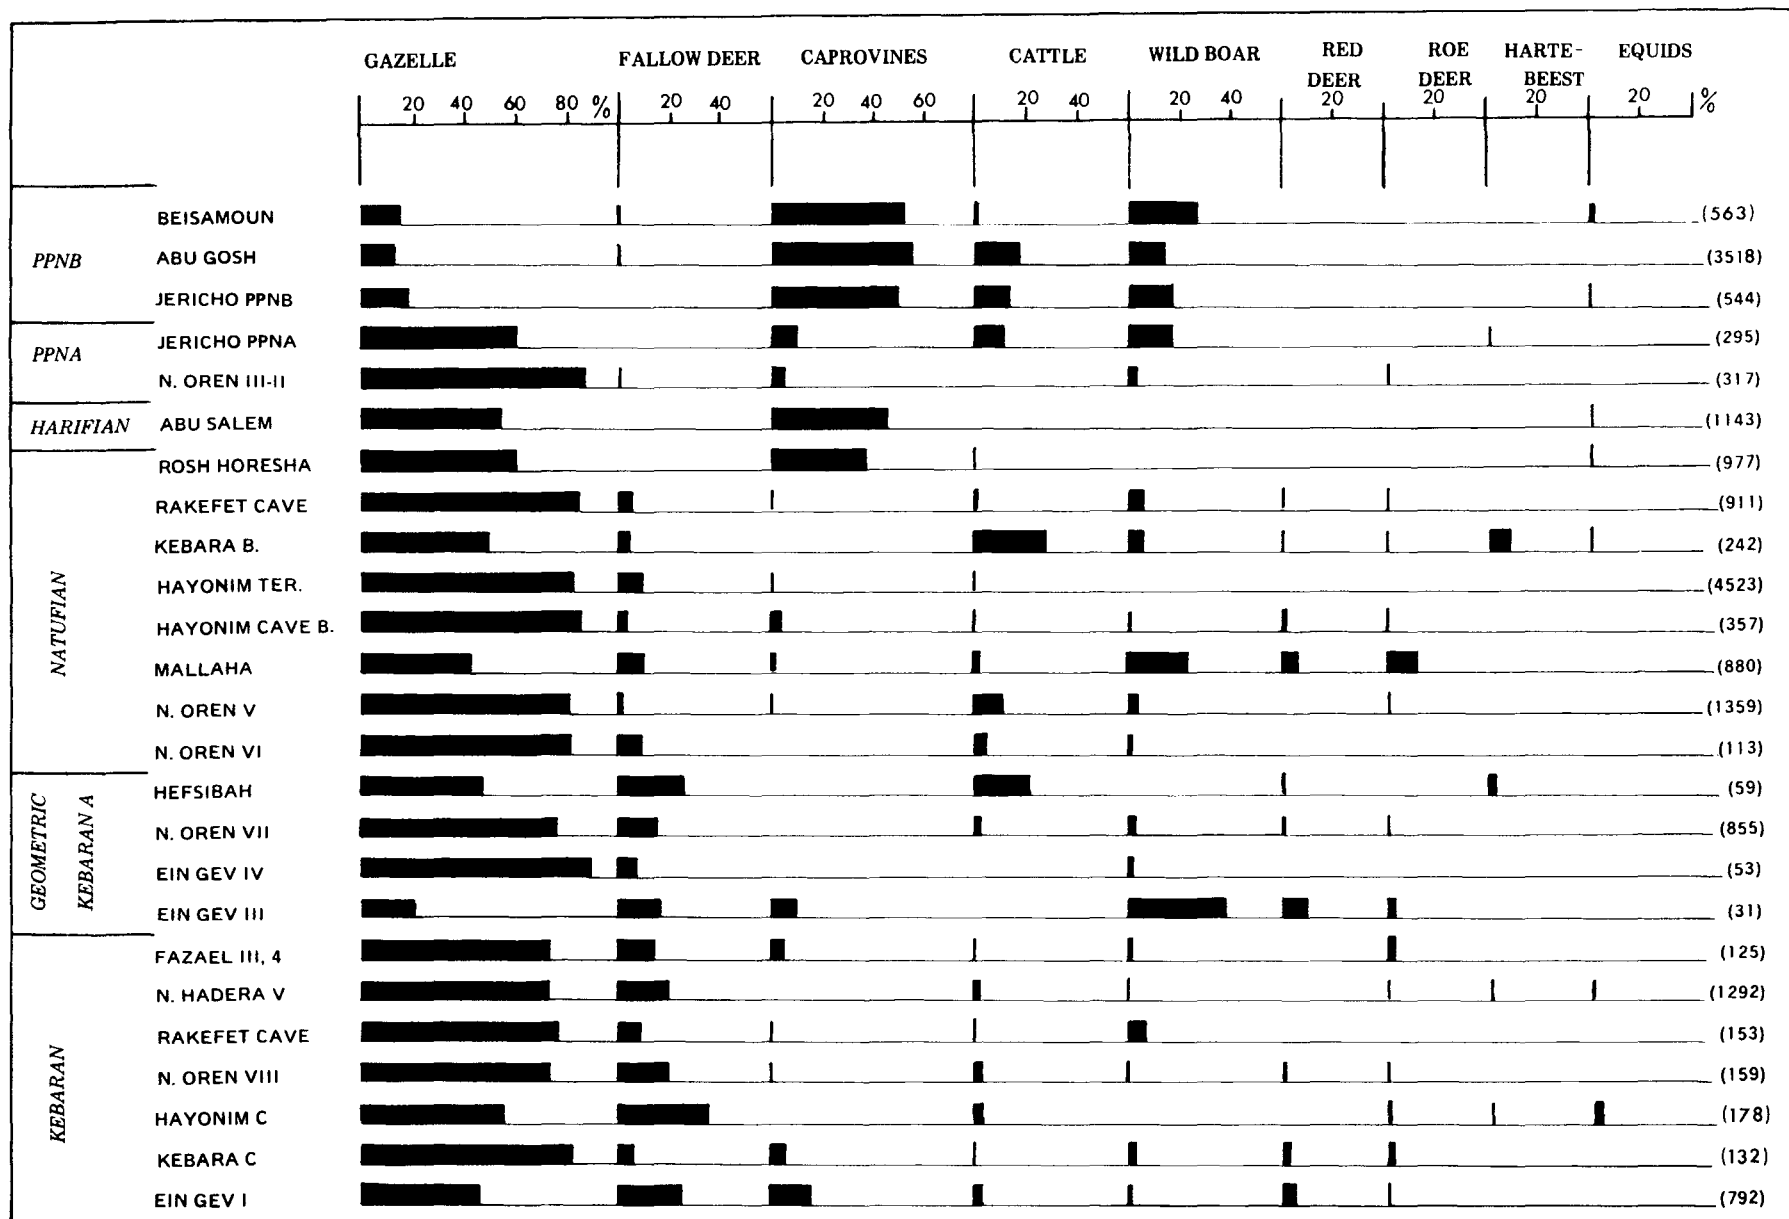 GAZELLE FALLOW DEER CAPROVINES CATTLE WILD BOAR RED DEER ROE DEER HARTE-BEEST EQUIDS
20 40 60 80 % 20 40 20 40 60 20 40 20 40 20 20 20 20 %
PPNB
BEISAMOUN (563)
ABU GOSH (3518)
JERICHO PPNB (544)
PPNA
JERICHO PPNA (295)
N. OREN III-II (317)
HARIFIAN
ABU SALEM (1143)
NATUFIAN
ROSH HORESHA (977)
RAKEFET CAVE (911)
KEBARA B. (242)
HAYONIM TER. (4523)
HAYONIM CAVE B. (357)
MALLAHA (880)
N. OREN V (1359)
N. OREN VI (113)
GEOMETRIC
KEBARAN A
HEFSIBAH (59)
N. OREN VII (855)
EIN GEV IV (53)
EIN GEV III (31)
KEBARAN
FAZAEL III, 4 (125)
N. HADERA V (1292)
RAKEFET CAVE (153)
N. OREN VIII (159)
HAYONIM C (178)
KEBARA C (132)
EIN GEV I (792)